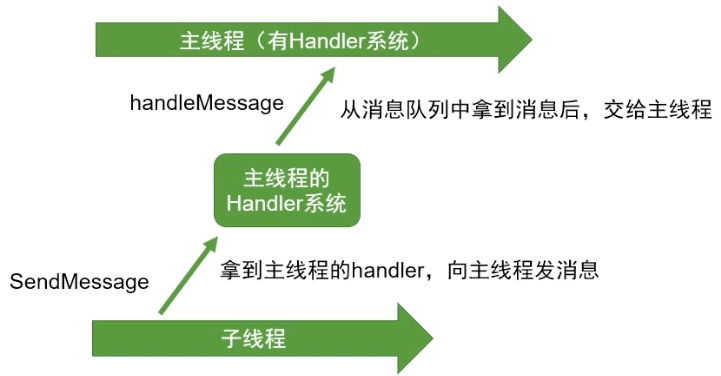 主线程（有Handler系统）
handleMessage
从消息队列中拿到消息后，交给主线程
主线程的
Handler系统
SendMessage
拿到主线程的handler，向主线程发消息
子线程